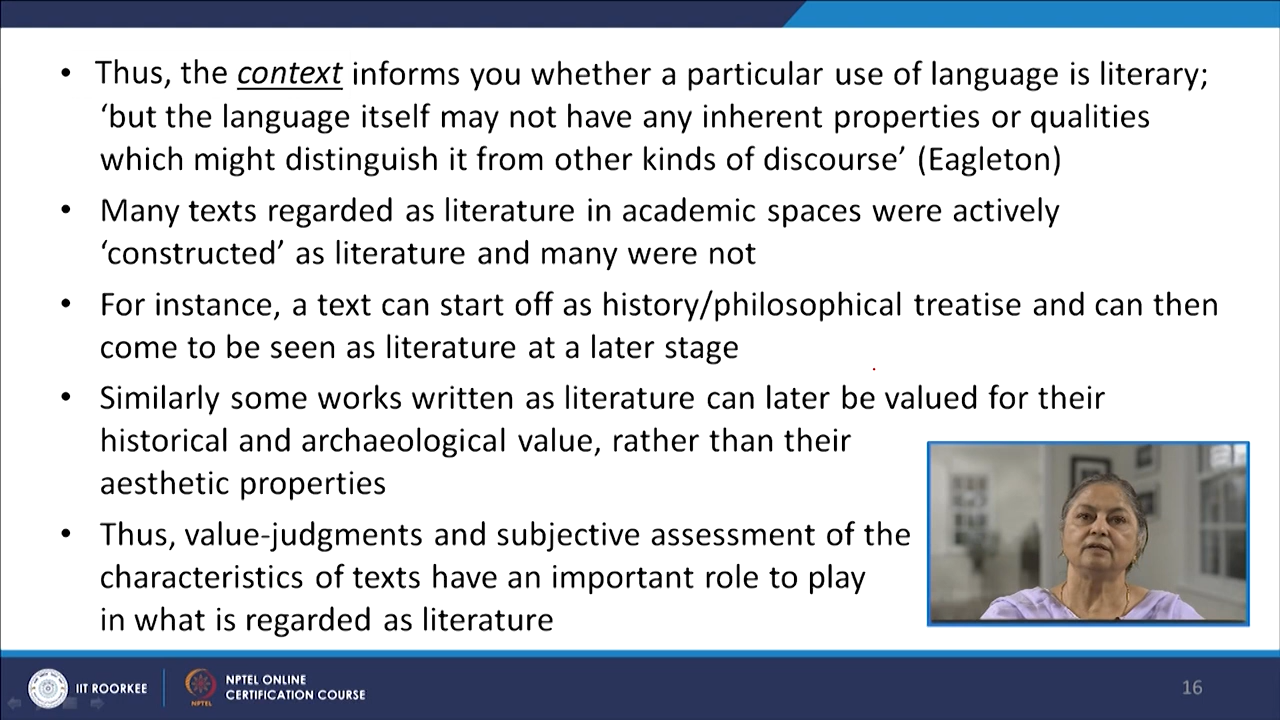 • Thus, the context informs you whether a particular use of language is literary;
‘but the language itself may not have any inherent properties or qualities
which might distinguish it from other kinds of discourse’ (Eagleton)
• Many texts regarded as literature in academic spaces were actively
‘constructed’ as literature and many were not
• For instance, a text can start off as history/philosophical treatise and can then
come to be seen as literature at a later stage
• Similarly some works written as literature can later be valued for their
historical and archaeological value, rather than their
aesthetic properties
• Thus, value-judgments and subjective assessment of the
characteristics of texts have an important role to play
in what is regarded as literature
IIT ROORKEE
NPTEL
NPTEL ONLINE
CERTIFICATION COURSE
16